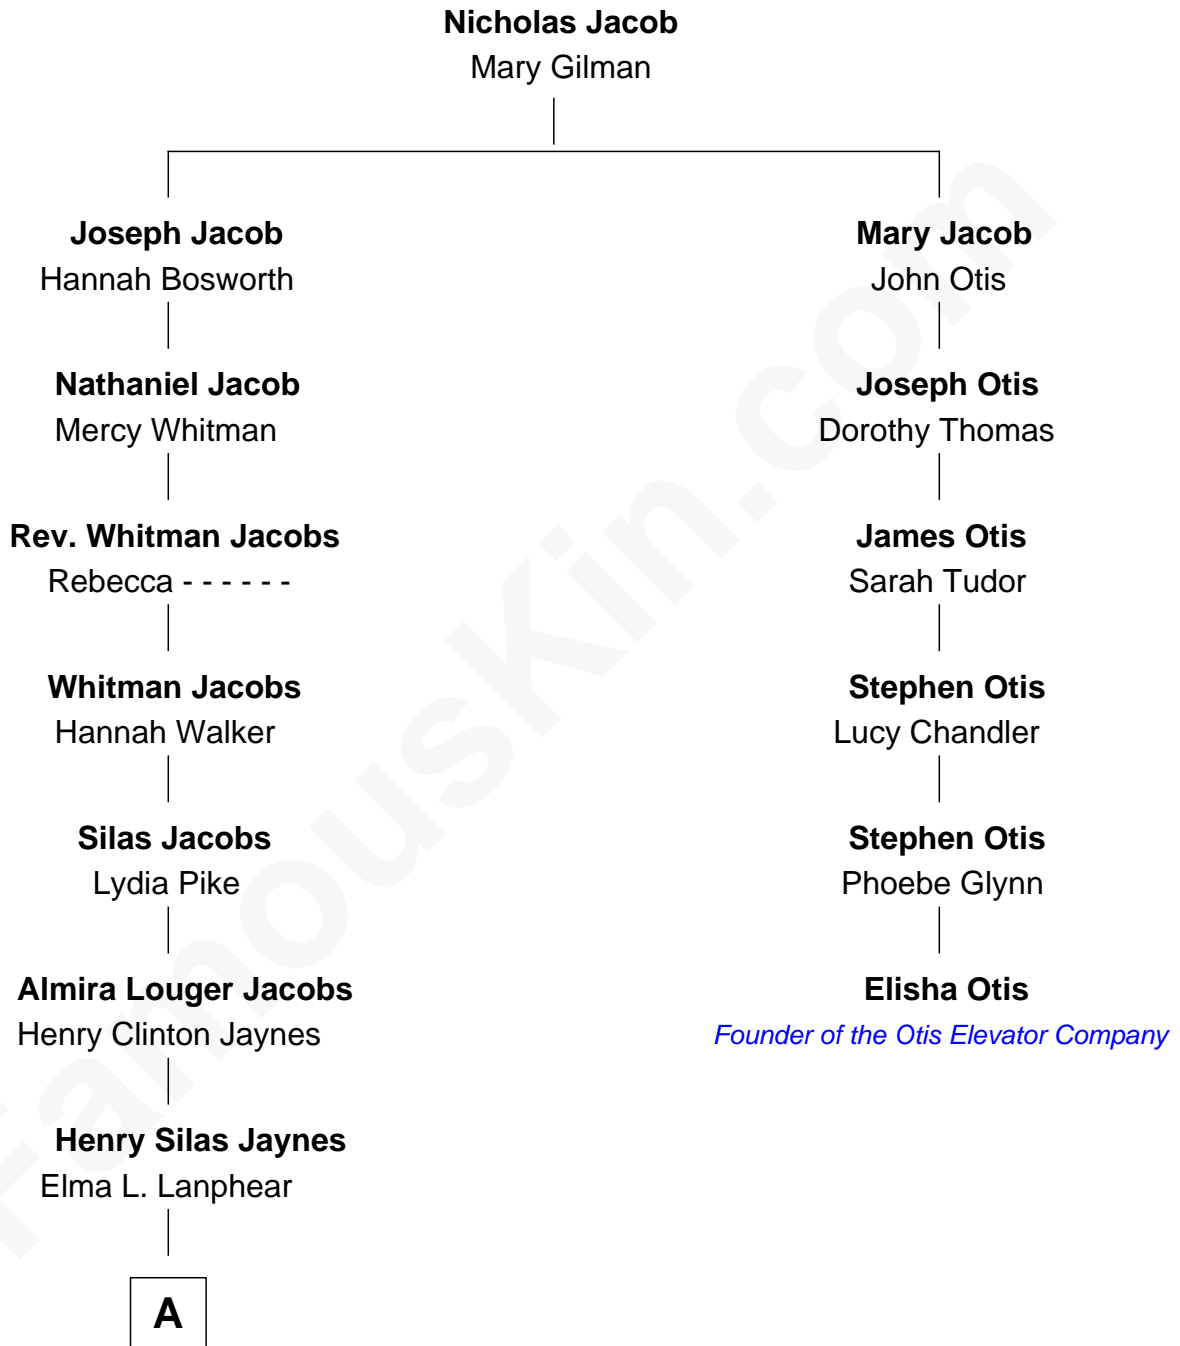 Nicholas Jacob
Mary Gilman
Joseph Jacob
Hannah Bosworth
Mary Jacob
John Otis
Nathaniel Jacob
Mercy Whitman
Joseph Otis
Dorothy Thomas
Rev. Whitman Jacobs
Rebecca - - - - - -
James Otis
Sarah Tudor
Whitman Jacobs
Hannah Walker
Stephen Otis
Lucy Chandler
Silas Jacobs
Lydia Pike
Stephen Otis
Phoebe Glynn
Almira Louger Jacobs
Henry Clinton Jaynes
Elisha Otis
Founder of the Otis Elevator Company
Henry Silas Jaynes
Elma L. Lanphear
A
FamousKin.com